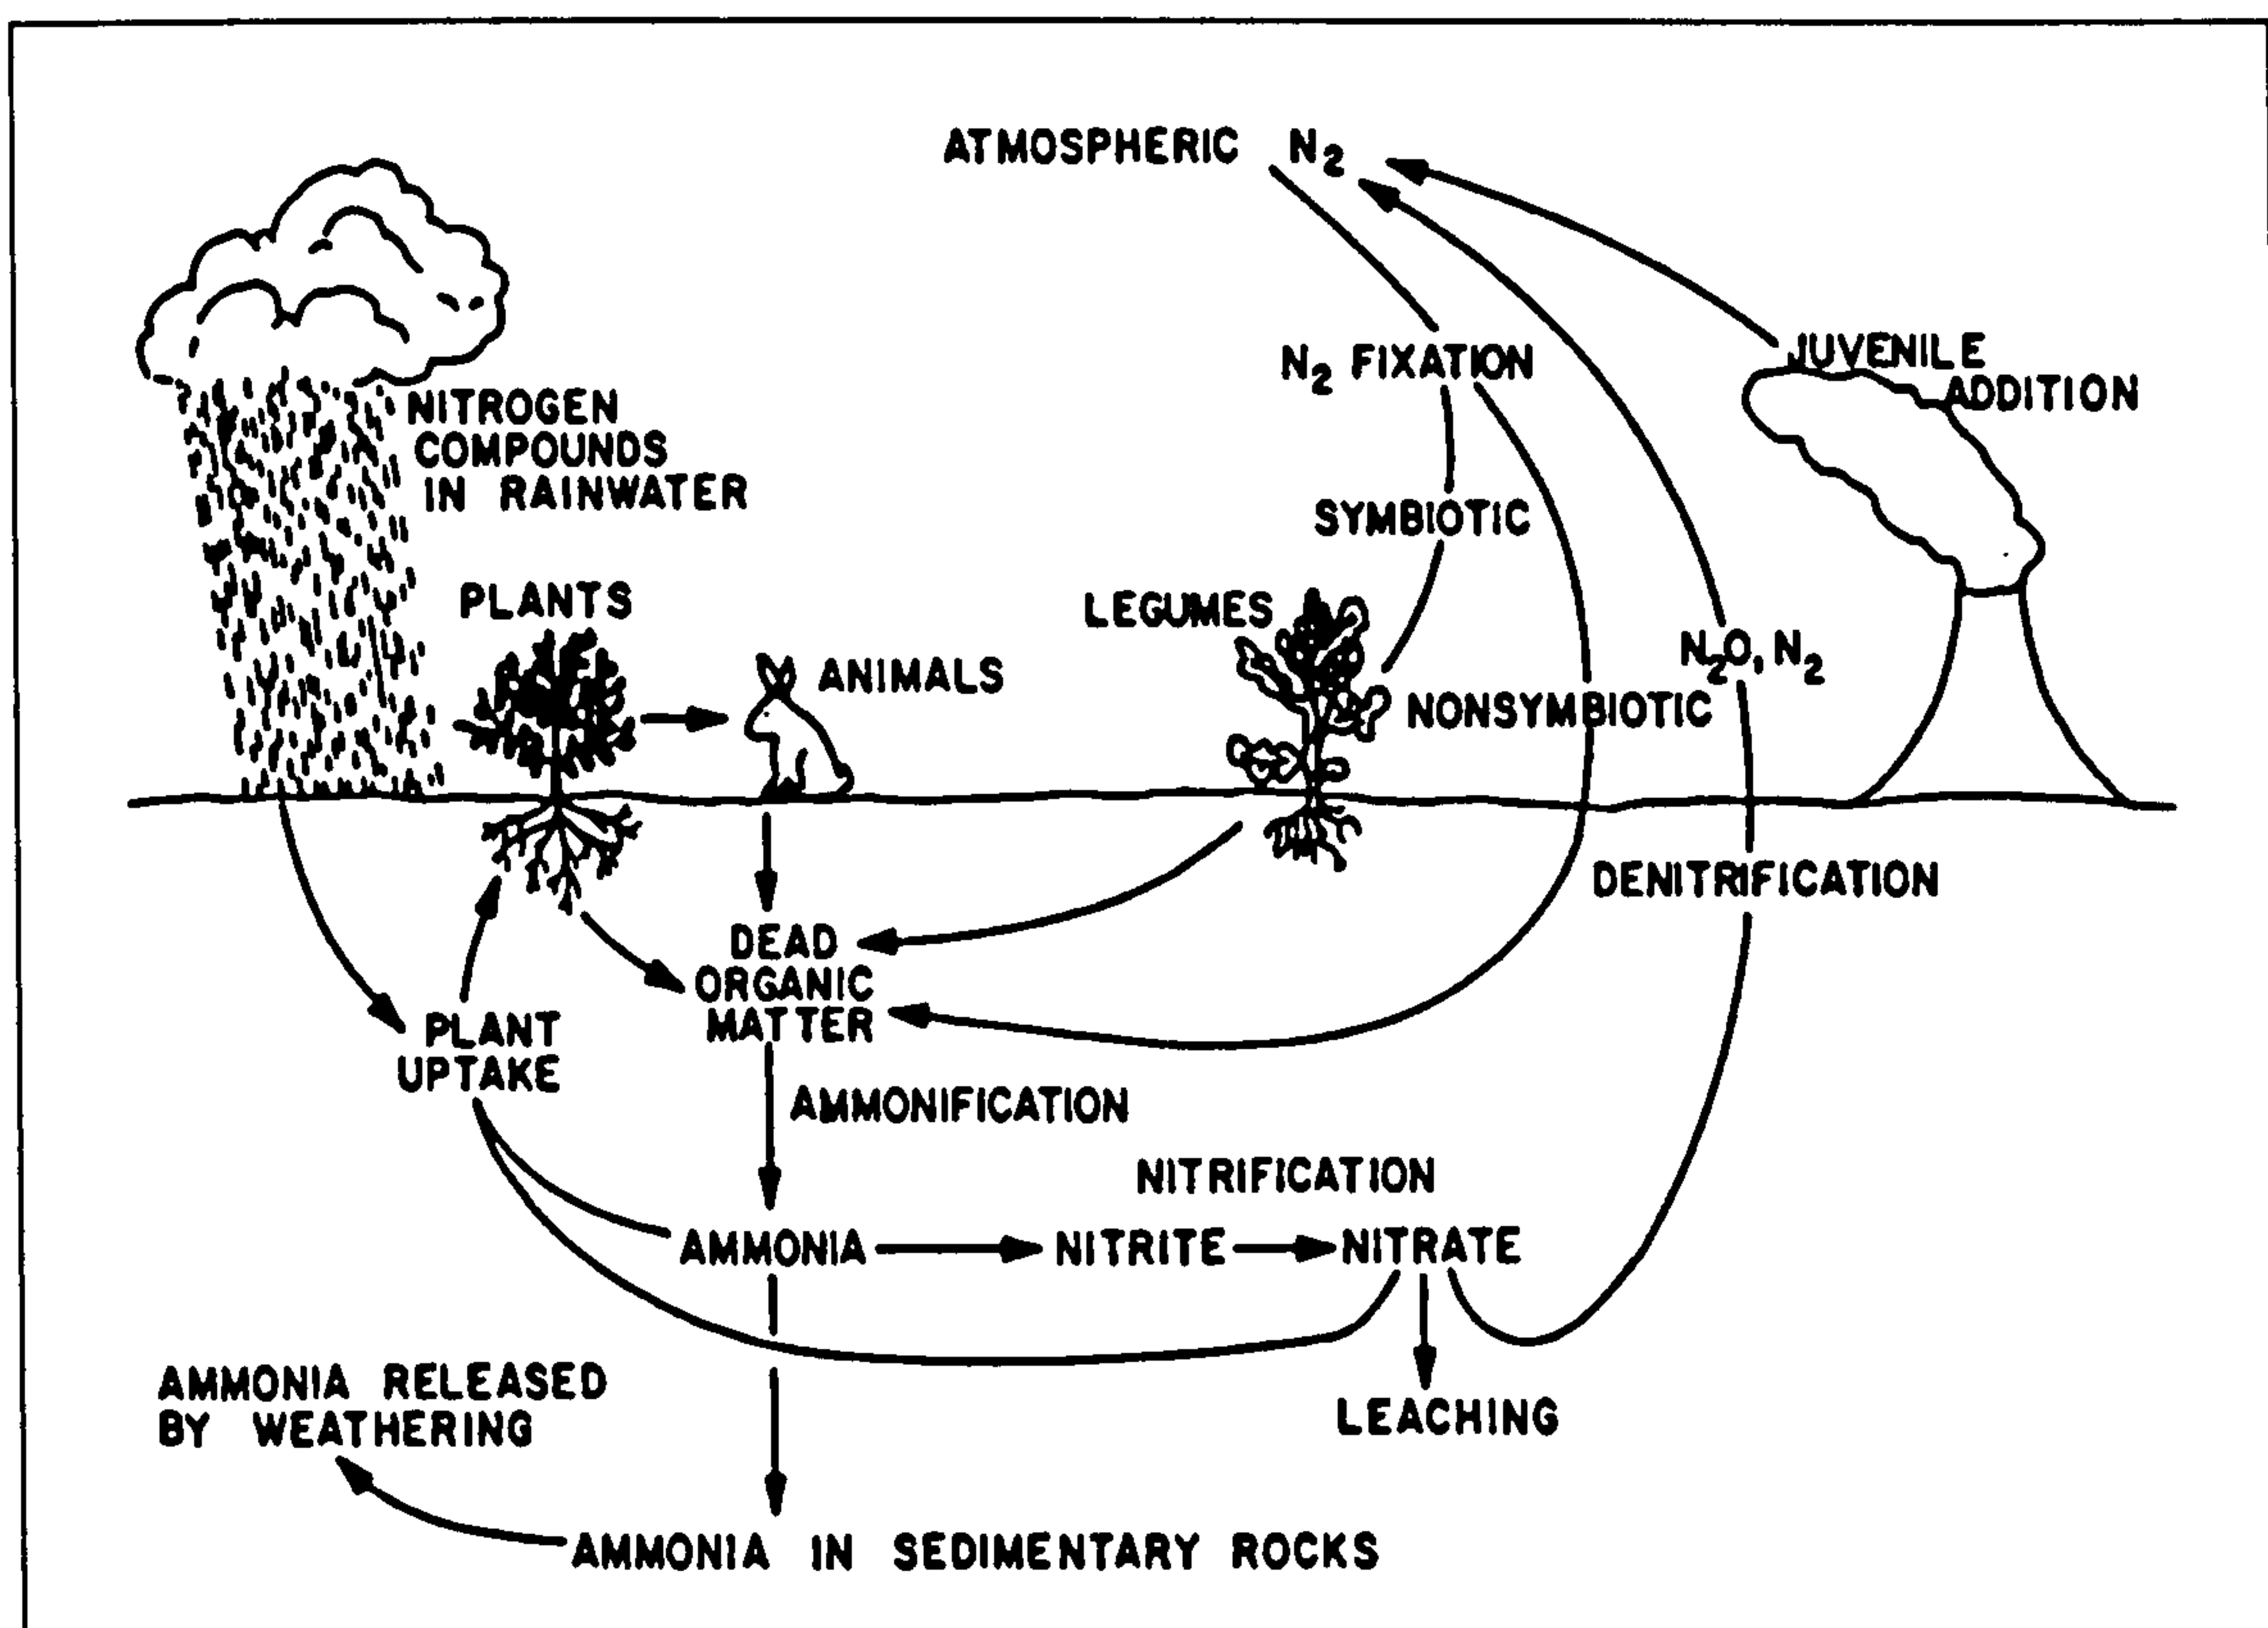 ATMOSPHERIC N2
NITROGEN
COMPOUNDS
IN RAINWATER
N2 FIXATION
JUVENILE
ADDITION
SYMBIOTIC
PLANTS
ANIMALS
LEGUMES
NONSYMBIOTIC
N2O, N2
DENITRIFICATION
DEAD
ORGANIC
MATTER
PLANT
UPTAKE
AMMONIFICATION
NITRIFICATION
AMMONIA
NITRITE
NITRATE
LEACHING
AMMONIA RELEASED
BY WEATHERING
AMMONIA IN SEDIMENTARY ROCKS